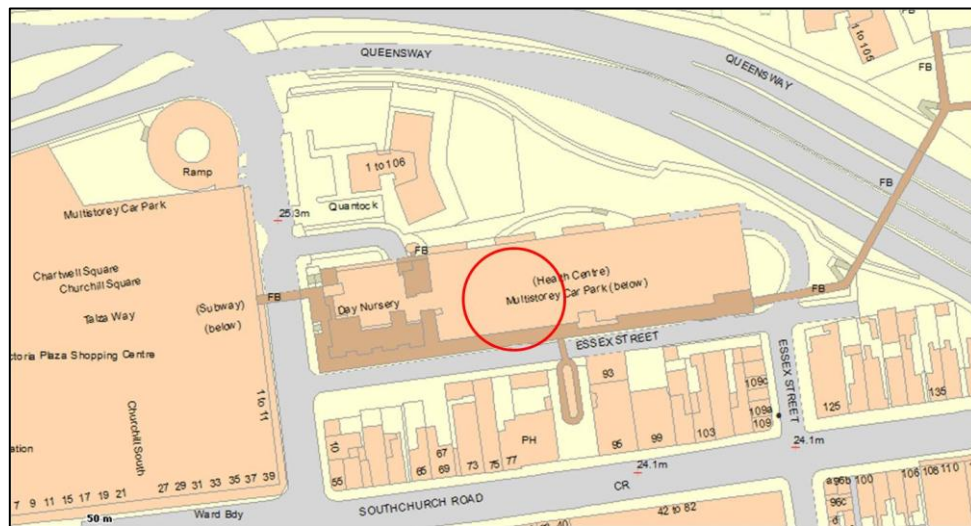 QUEENSWAY
QUEENSWAY
1 to 105
FB
FB
FB
Ramp
1 to 106
Multistorey Car Park
25.3m
Quantock
FB
Chartwell Square
Churchill Square
Talza Way
(Subway)
(below)
FB
Day Nursery
(Health Centre)
Multistorey Car Park (below)
ctoria Plaza Shopping Centre
ESSEX STREET
ESSEX STREET
1 to 11
Churchill South
ation
93
109c
109a
109
125
135
10
55
65
67
69
73
75
77
PH
95
99
103
24.1m
24.1m
7 9 11 15 17 19 21
27 29 31 33 35 37 39
50 m
Ward Bdy
SOUTHCHURCH ROAD
CR
42 to 82
96b
100
106
108
110
96c